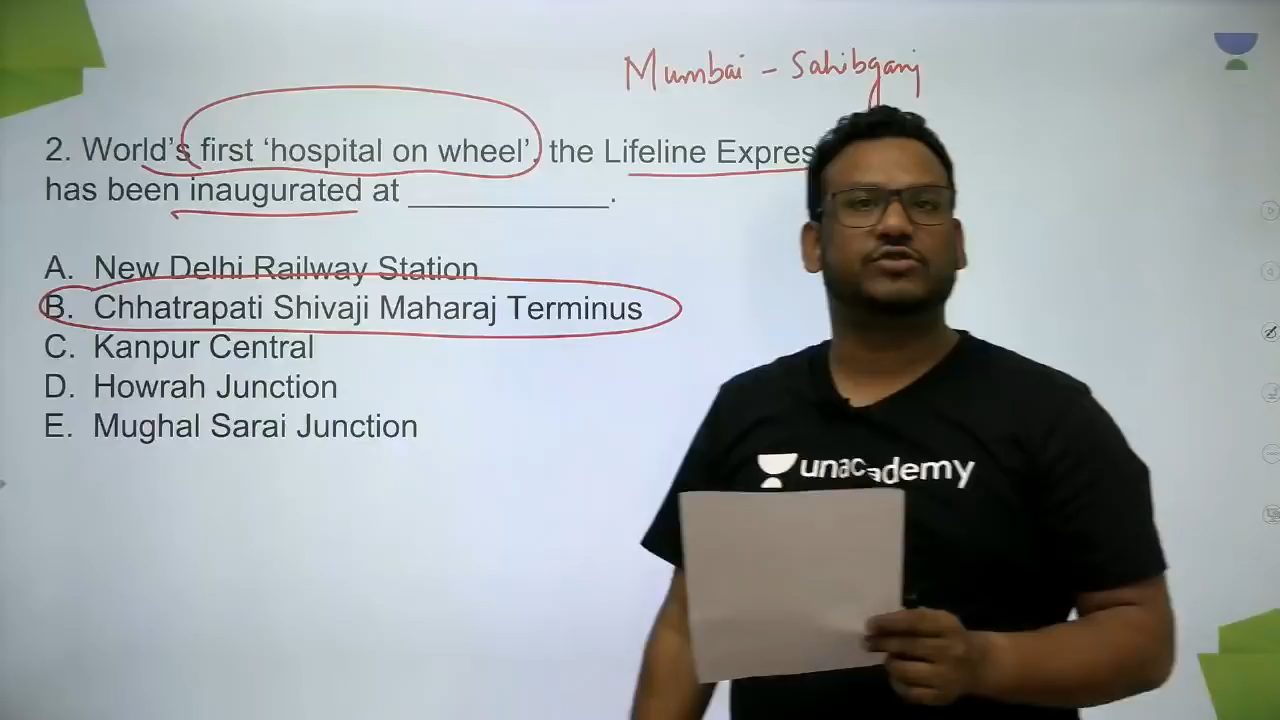 Mumbai - Sahibganj
2. World's first 'hospital on wheel', the Lifeline Expres
has been inaugurated at ____________.
A. New Delhi Railway Station
B. Chhatrapati Shivaji Maharaj Terminus
C. Kanpur Central
D. Howrah Junction
E. Mughal Sarai Junction
unacademy